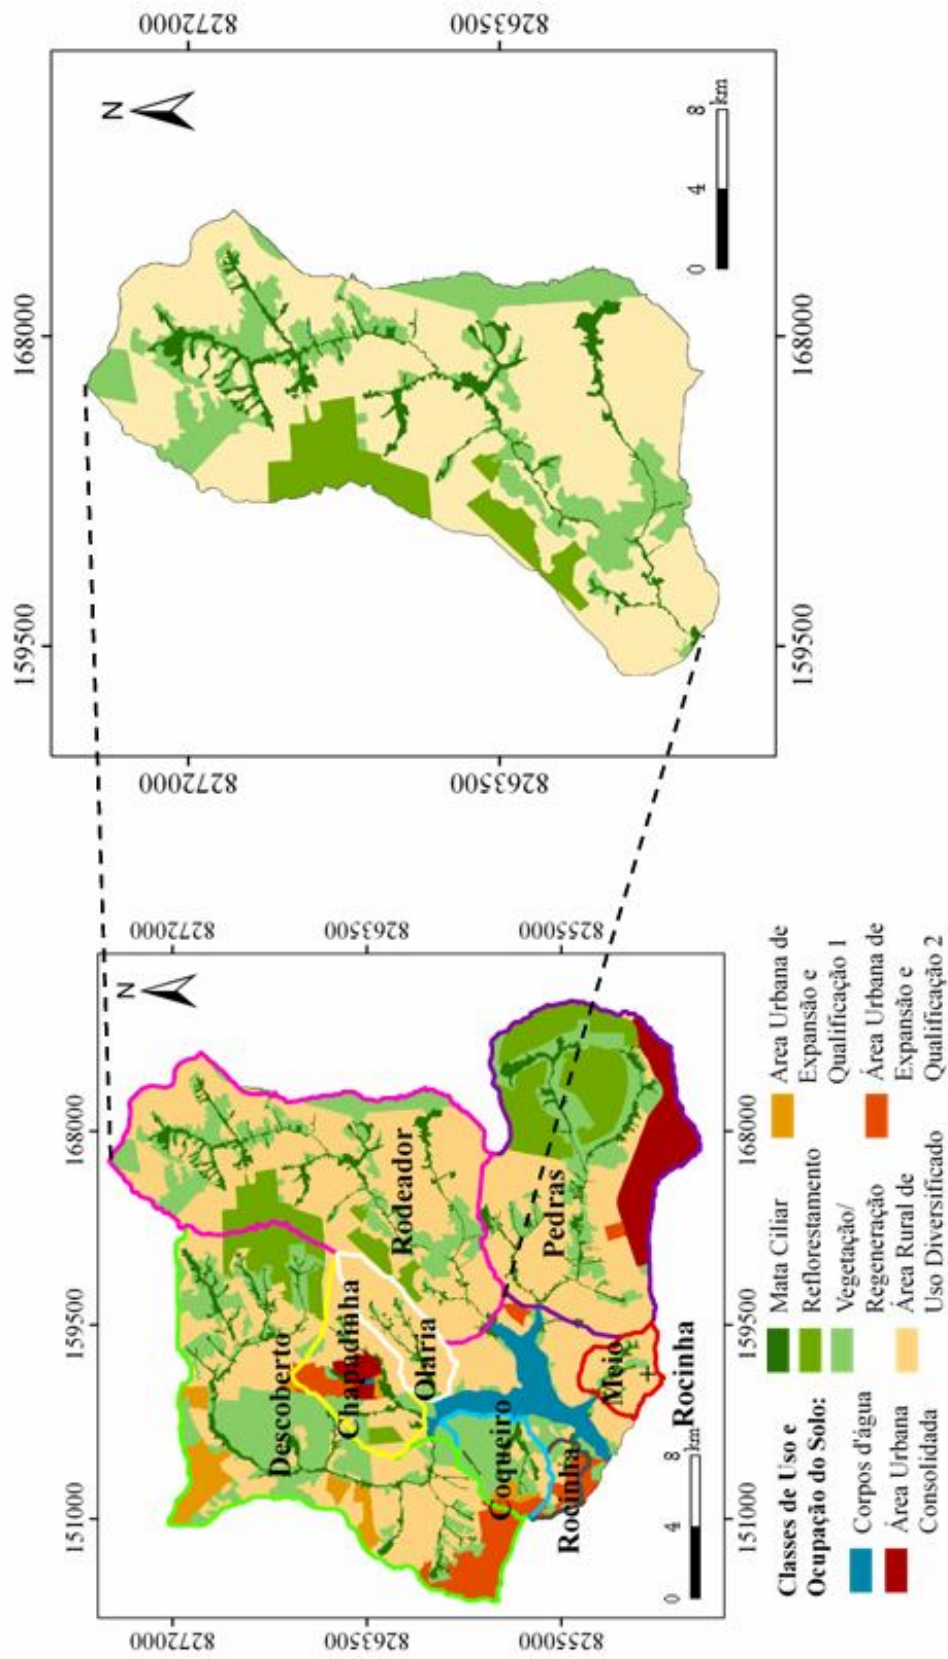 151000
159500
168000
8272000
8272000
N
8263500
8263500
8255000
8255000
Descoberto
Chapadinha
Rodeador
Olaria
Coqueiro
Pedras
Rocinha
Meio
Rocinha
0 4 8
km
151000
159500
168000
Classes de Uso e
Ocupação do Solo:
Corpos d'água
Área Urbana
Consolidada
Mata Ciliar
Reflorestamento
Vegetação/
Regeneração
Área Rural de
Uso Diversificado
Area Urbana de
Expansão e
Qualificação 1
Área Urbana de
Expansão e
Qualificação 2
159500
168000
8272000
8272000
N
8263500
8263500
0 4 8
km
159500
168000